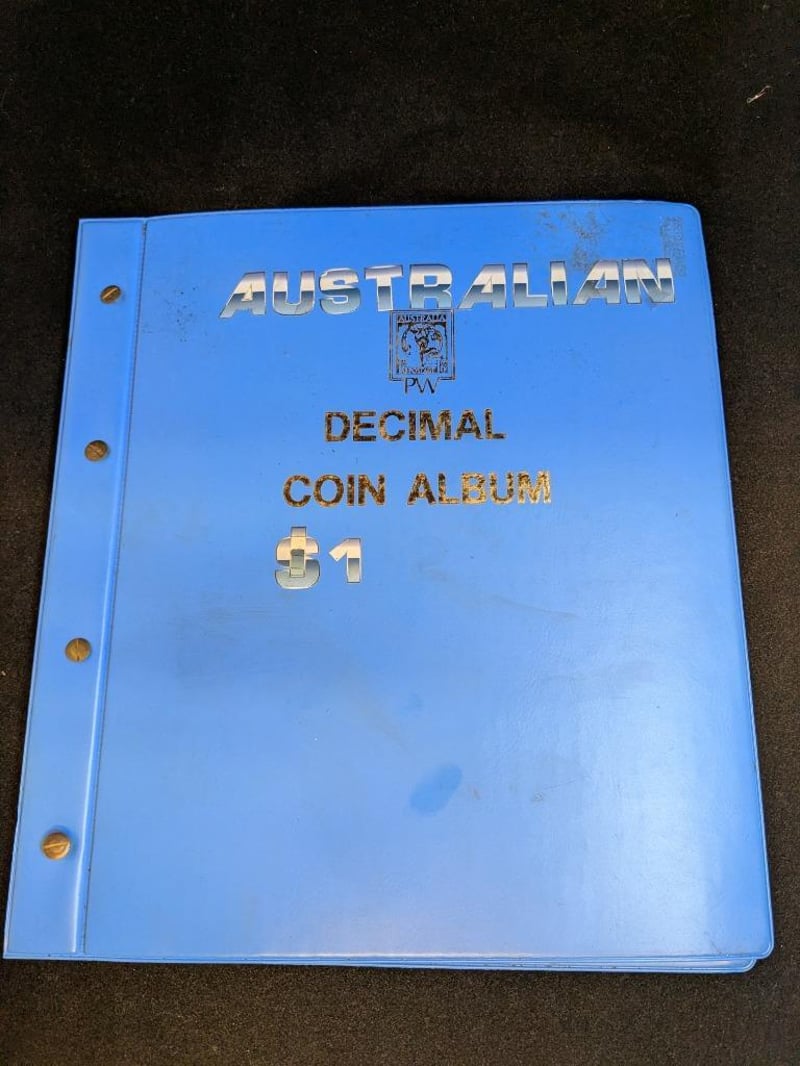 AUSTRALIAN
AUSTRALIA
PW
DECIMAL
COIN ALBUM
$1